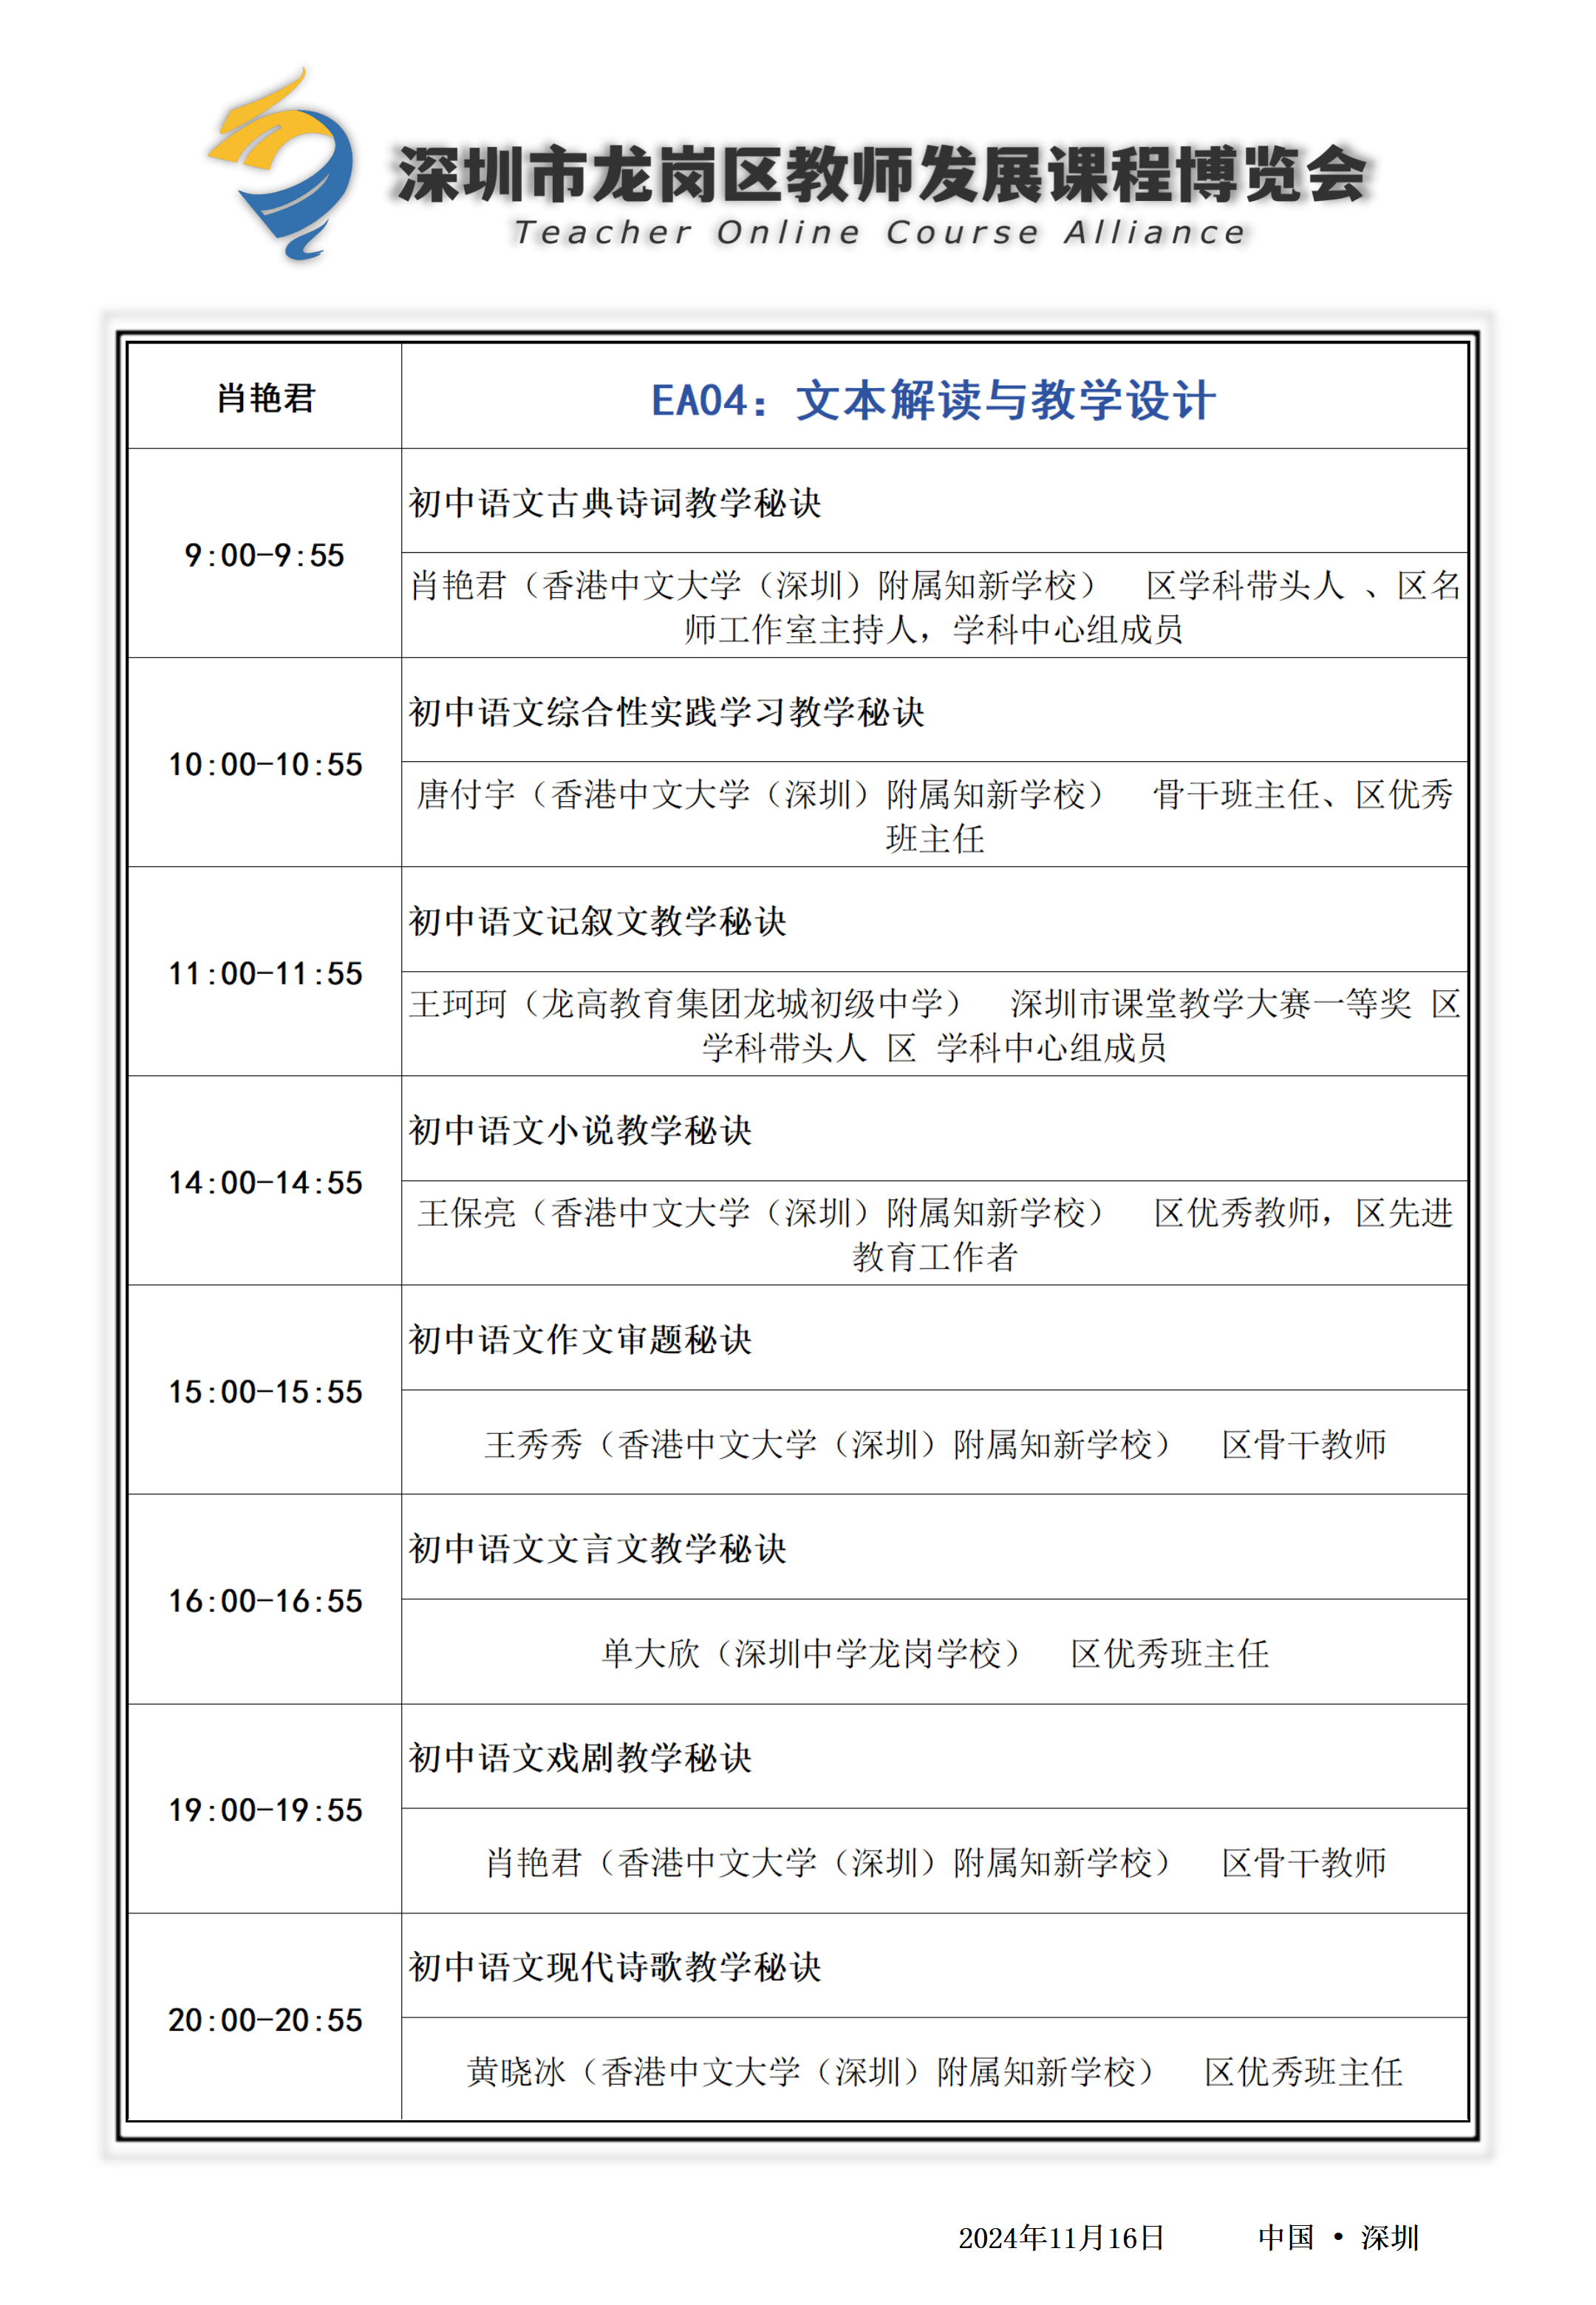 深圳市龙岗区教师发展课程博览会
Teacher Online Course Alliance
肖艳君
EA04：文本解读与教学设计
9:00-9:55
初中语文古典诗词教学秘诀
肖艳君（香港中文大学（深圳）附属知新学校） 区学科带头人 、区名
师工作室主持人，学科中心组成员
10:00-10:55
初中语文综合性实践学习教学秘诀
唐付宇（香港中文大学（深圳）附属知新学校） 骨干班主任、区优秀
班主任
11:00-11:55
初中语文记叙文教学秘诀
王珂珂（龙高教育集团龙城初级中学） 深圳市课堂教学大赛一等奖 区
学科带头人 区 学科中心组成员
14:00-14:55
初中语文小说教学秘诀
王保亮（香港中文大学（深圳）附属知新学校） 区优秀教师，区先进
教育工作者
15:00-15:55
初中语文作文审题秘诀
王秀秀（香港中文大学（深圳）附属知新学校） 区骨干教师
16:00-16:55
初中语文文言文教学秘诀
单大欣（深圳中学龙岗学校） 区优秀班主任
19:00-19:55
初中语文戏剧教学秘诀
肖艳君（香港中文大学（深圳）附属知新学校） 区骨干教师
20:00-20:55
初中语文现代诗歌教学秘诀
黄晓冰（香港中文大学（深圳）附属知新学校） 区优秀班主任
2024年11月16日 中国 • 深圳